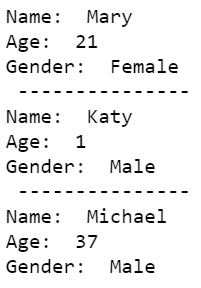 Name:  Mary
Age:  21
Gender:  Female
 ---------------
Name:  Katy
Age:  1
Gender:  Male
 ---------------
Name:  Michael
Age:  37
Gender:  Male